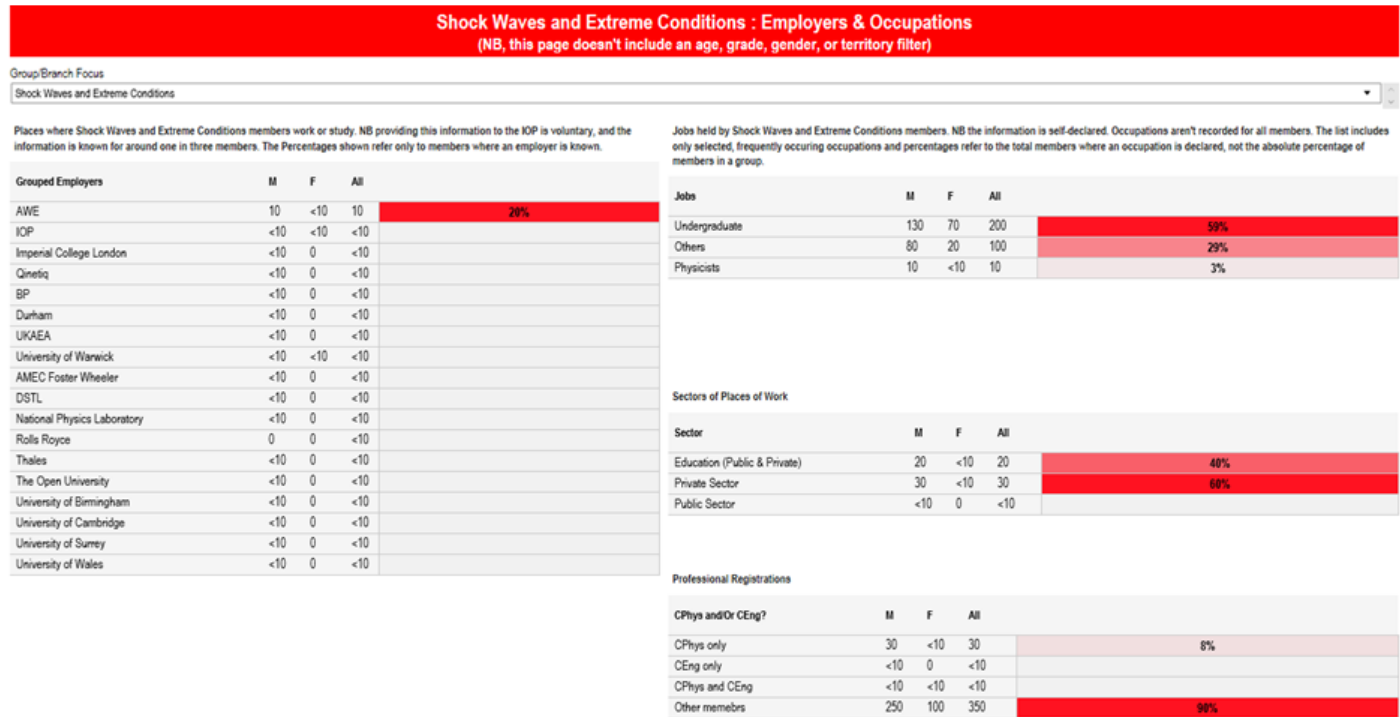 Shock Waves and Extreme Conditions : Employers & Occupations
(NB, this page doesn't include an age, grade, gender, or territory filter)
Group/Branch Focus
Shock Waves and Extreme Conditions
Places where Shock Waves and Extreme Conditions members work or study. NB providing this information to the IOP is voluntary, and the
information is known for around one in three members. The Percentages shown refer only to members where an employer is known.
Grouped Employers M F All
AWE 10 <10 10 20%
IOP <10 <10 <10
Imperial College London <10 0 <10
Qinetiq <10 0 <10
BP <10 0 <10
Durham <10 0 <10
UKAEA <10 0 <10
University of Warwick <10 <10 <10
AMEC Foster Wheeler <10 0 <10
DSTL <10 0 <10
National Physics Laboratory <10 0 <10
Rolls Royce 0 0 <10
Thales <10 0 <10
The Open University <10 0 <10
University of Birmingham <10 0 <10
University of Cambridge <10 0 <10
University of Surrey <10 0 <10
University of Wales <10 0 <10
Jobs held by Shock Waves and Extreme Conditions members. NB the information is self-declared. Occupations aren't recorded for all members. The list includes
only selected, frequently occuring occupations and percentages refer to the total members where an occupation is declared, not the absolute percentage of
members in a group.
Jobs M F All
Undergraduate 130 70 200 59%
Others 80 20 100 29%
Physicists 10 <10 10 3%
Sectors of Places of Work
Sector M F All
Education (Public & Private) 20 <10 20 40%
Private Sector 30 <10 30 60%
Public Sector <10 0 <10
Professional Registrations
CPhys and/Or CEng? M F All
CPhys only 30 <10 30 8%
CEng only <10 0 <10
CPhys and CEng <10 <10 <10
Other memebrs 250 100 350 90%